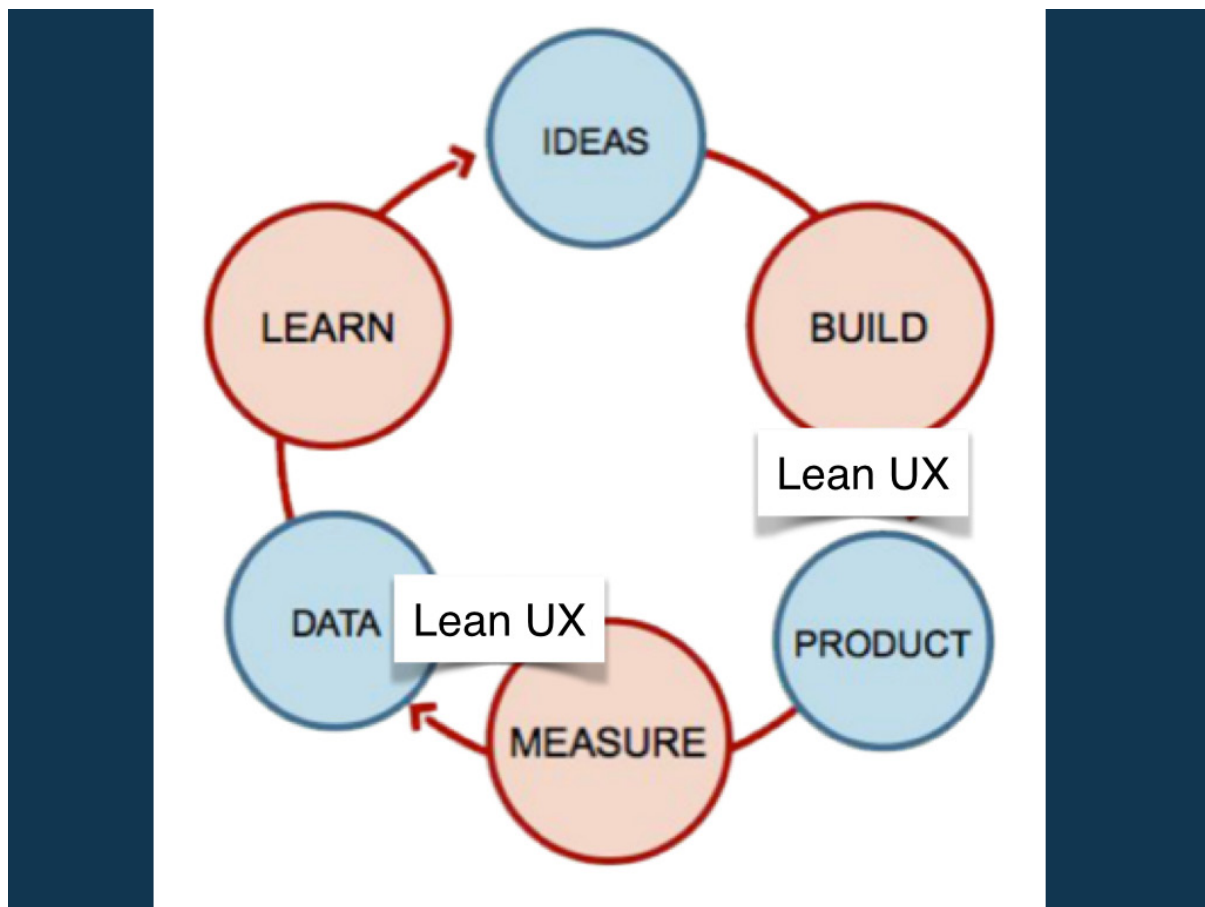 IDEAS
LEARN
BUILD
Lean UX
DATA
Lean UX
PRODUCT
MEASURE